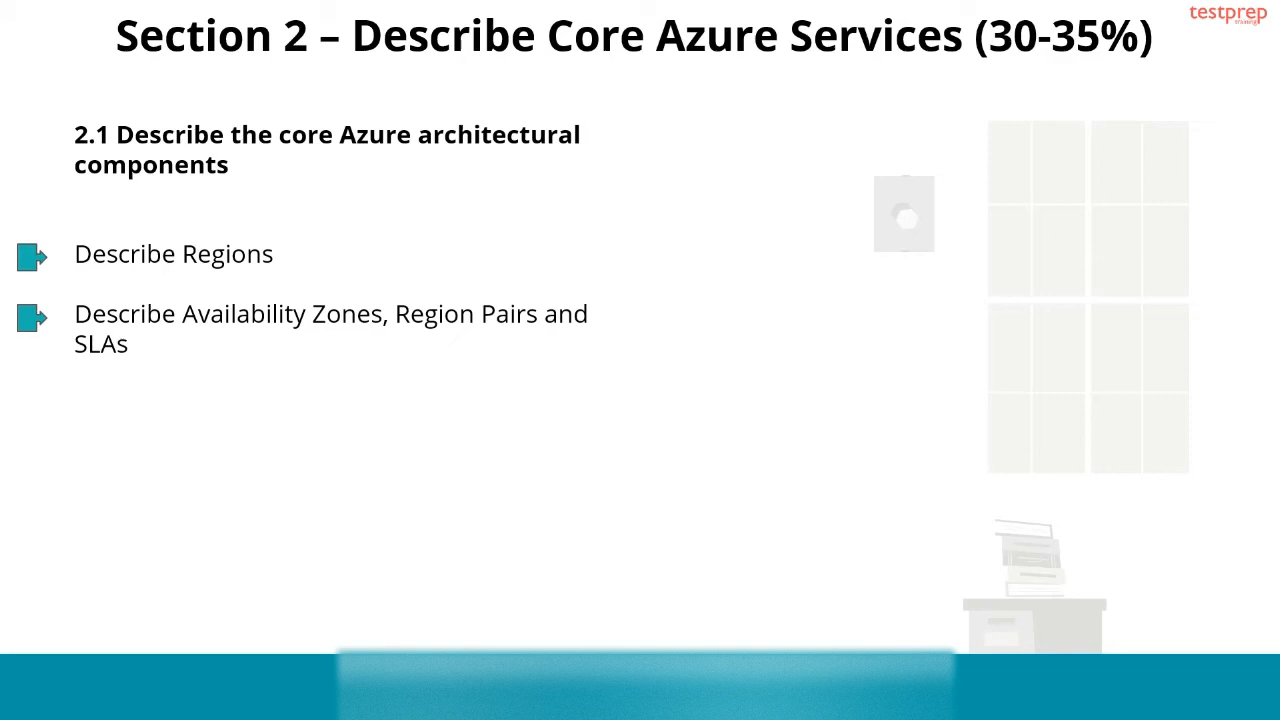 testprep
training
Section 2 – Describe Core Azure Services (30-35%)
2.1 Describe the core Azure architectural
components
Describe Regions
Describe Availability Zones, Region Pairs and
SLAs